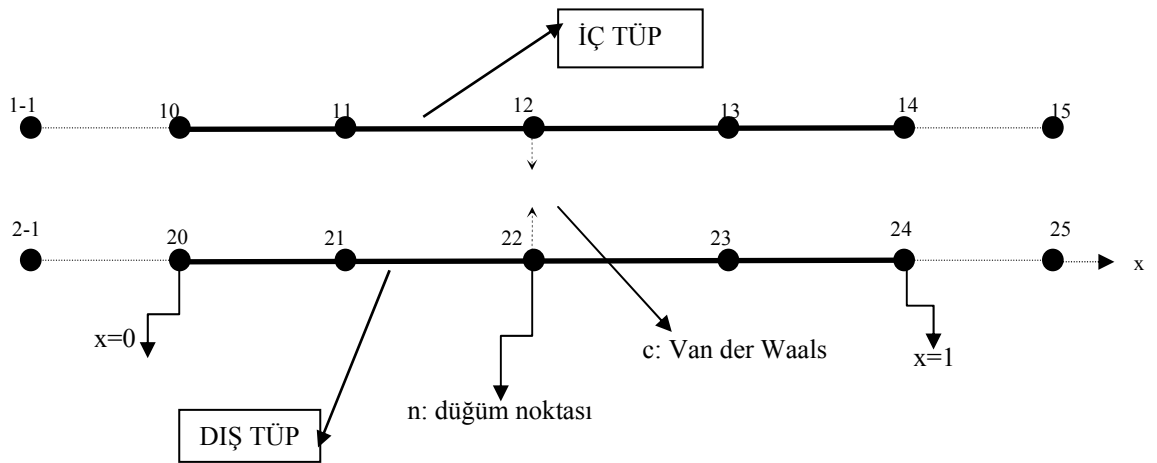 İÇ TÜP
1-1 10 11 12 13 14 15
2-1 20 21 22 23 24 25
x
x=0
c: Van der Waals
x=1
n: düğüm noktası
DIŞ TÜP